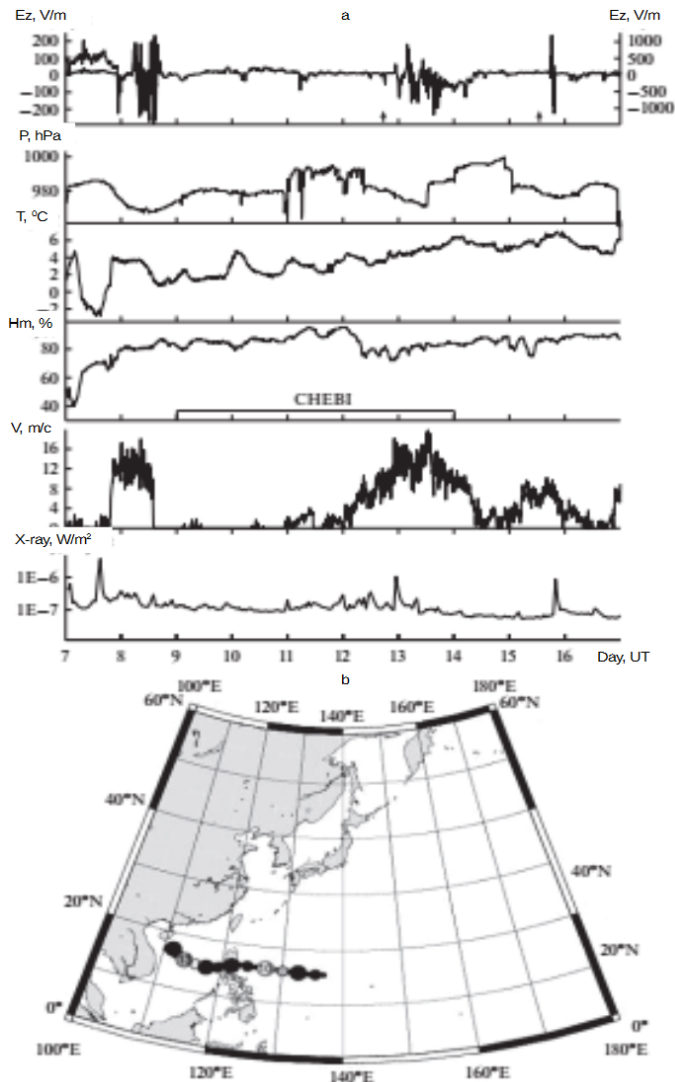 Ez, V/m a Ez, V/m
200 1000
100 500
0 0
−100 −500
−200 −1000
P, hPa
1000
980
T, ⁰C
6
4
2
0
−2
Hm, %
80
60
40
CHEBI
V, m/c
16
12
8
4
0
X-ray, W/m²
1E−6
1E−7
7 8 9 10 11 12 13 14 15 16 Day, UT
b
100°E 120°E 140°E 160°E 180°E
60°N 60°N
40°N 40°N
20°N 20°N
0° 0°
100°E 120°E 140°E 160°E 180°E